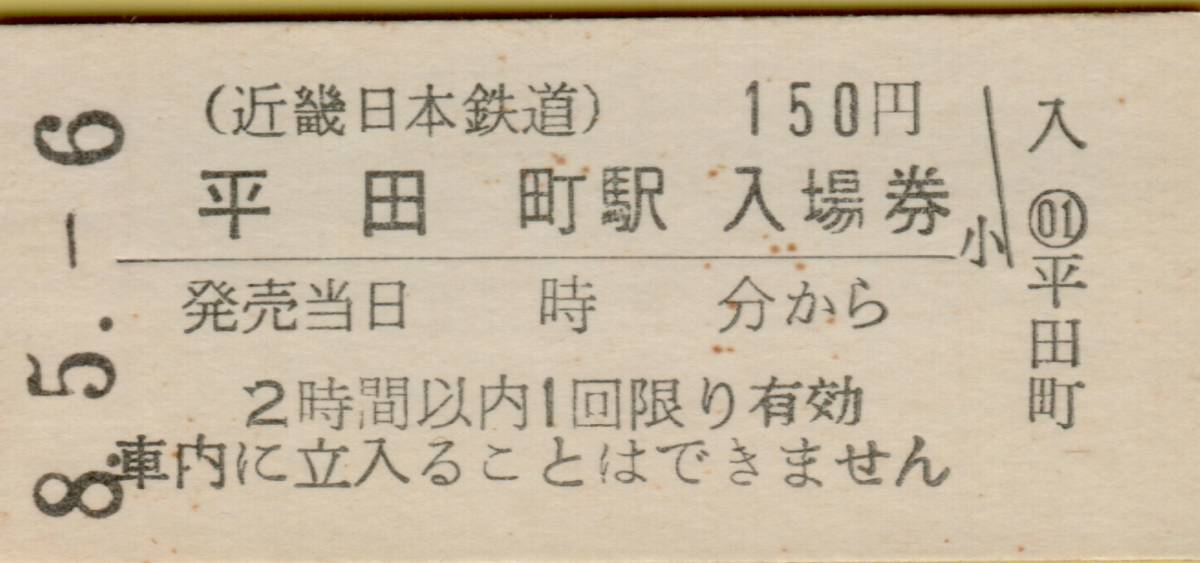 8.5.-6
(近畿日本鉄道) 150円
平田町駅 入場券
小
発売当日 時 分から
2時間以内1回限り有効
車内に立入ることはできません
入 01 平田町